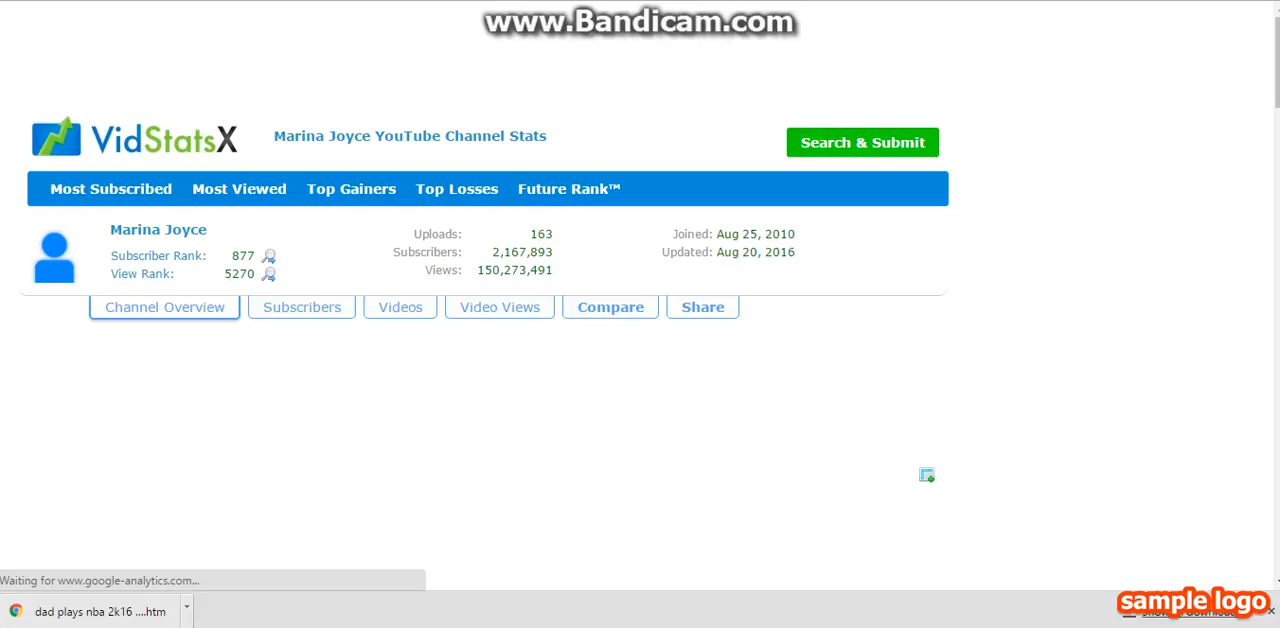 www.Bandicam.com
VidStatsX
Marina Joyce YouTube Channel Stats
Search & Submit
Most Subscribed Most Viewed Top Gainers Top Losses Future Rank™
Marina Joyce
Subscriber Rank: 877
View Rank: 5270
Uploads: 163
Subscribers: 2,167,893
Views: 150,273,491
Joined: Aug 25, 2010
Updated: Aug 20, 2016
Channel Overview Subscribers Videos Video Views Compare Share
Waiting for www.google-analytics.com...
dad plays nba 2k16 ....htm
sample logo